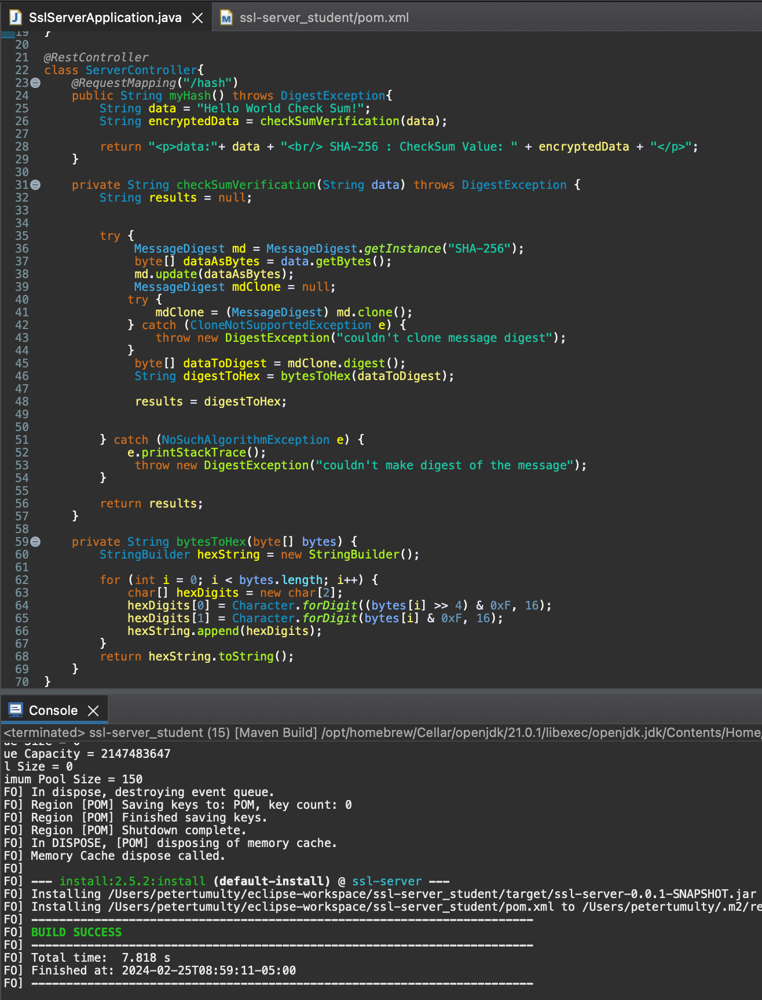 SslServerApplication.java
ssl-server_student/pom.xml
19 }
20
21 @RestController
22 class ServerController{
23 @RequestMapping("/hash")
24 public String myHash() throws DigestException{
25 String data = "Hello World Check Sum!";
26 String encryptedData = checkSumVerification(data);
27
28 return "<p>data:"+ data + "<br/> SHA-256 : CheckSum Value: " + encryptedData + "</p>";
29 }
30
31 private String checkSumVerification(String data) throws DigestException {
32 String results = null;
33
34
35 try {
36 MessageDigest md = MessageDigest.getInstance("SHA-256");
37 byte[] dataAsBytes = data.getBytes();
38 md.update(dataAsBytes);
39 MessageDigest mdClone = null;
40 try {
41 mdClone = (MessageDigest) md.clone();
42 } catch (CloneNotSupportedException e) {
43 throw new DigestException("couldn't clone message digest");
44 }
45 byte[] dataToDigest = mdClone.digest();
46 String digestToHex = bytesToHex(dataToDigest);
47
48 results = digestToHex;
49
50
51 } catch (NoSuchAlgorithmException e) {
52 e.printStackTrace();
53 throw new DigestException("couldn't make digest of the message");
54 }
55
56 return results;
57 }
58
59 private String bytesToHex(byte[] bytes) {
60 StringBuilder hexString = new StringBuilder();
61
62 for (int i = 0; i < bytes.length; i++) {
63 char[] hexDigits = new char[2];
64 hexDigits[0] = Character.forDigit((bytes[i] >> 4) & 0xF, 16);
65 hexDigits[1] = Character.forDigit(bytes[i] & 0xF, 16);
66 hexString.append(hexDigits);
67 }
68 return hexString.toString();
69 }
70 }
Console
<terminated> ssl-server_student (15) [Maven Build] /opt/homebrew/Cellar/openjdk/21.0.1/libexec/openjdk.jdk/Contents/Home/
ue Size = 0
ue Capacity = 2147483647
l Size = 0
imum Pool Size = 150
FO] In dispose, destroying event queue.
FO] Region [POM] Saving keys to: POM, key count: 0
FO] Region [POM] Finished saving keys.
FO] Region [POM] Shutdown complete.
FO] In DISPOSE, [POM] disposing of memory cache.
FO] Memory Cache dispose called.
FO]
FO] --- install:2.5.2:install (default-install) @ ssl-server ---
FO] Installing /Users/petertumulty/eclipse-workspace/ssl-server_student/target/ssl-server-0.0.1-SNAPSHOT.jar
FO] Installing /Users/petertumulty/eclipse-workspace/ssl-server_student/pom.xml to /Users/petertumulty/.m2/re
FO] ------------------------------------------------------------------------
FO] BUILD SUCCESS
FO] ------------------------------------------------------------------------
FO] Total time:  7.818 s
FO] Finished at: 2024-02-25T08:59:11-05:00
FO] ------------------------------------------------------------------------